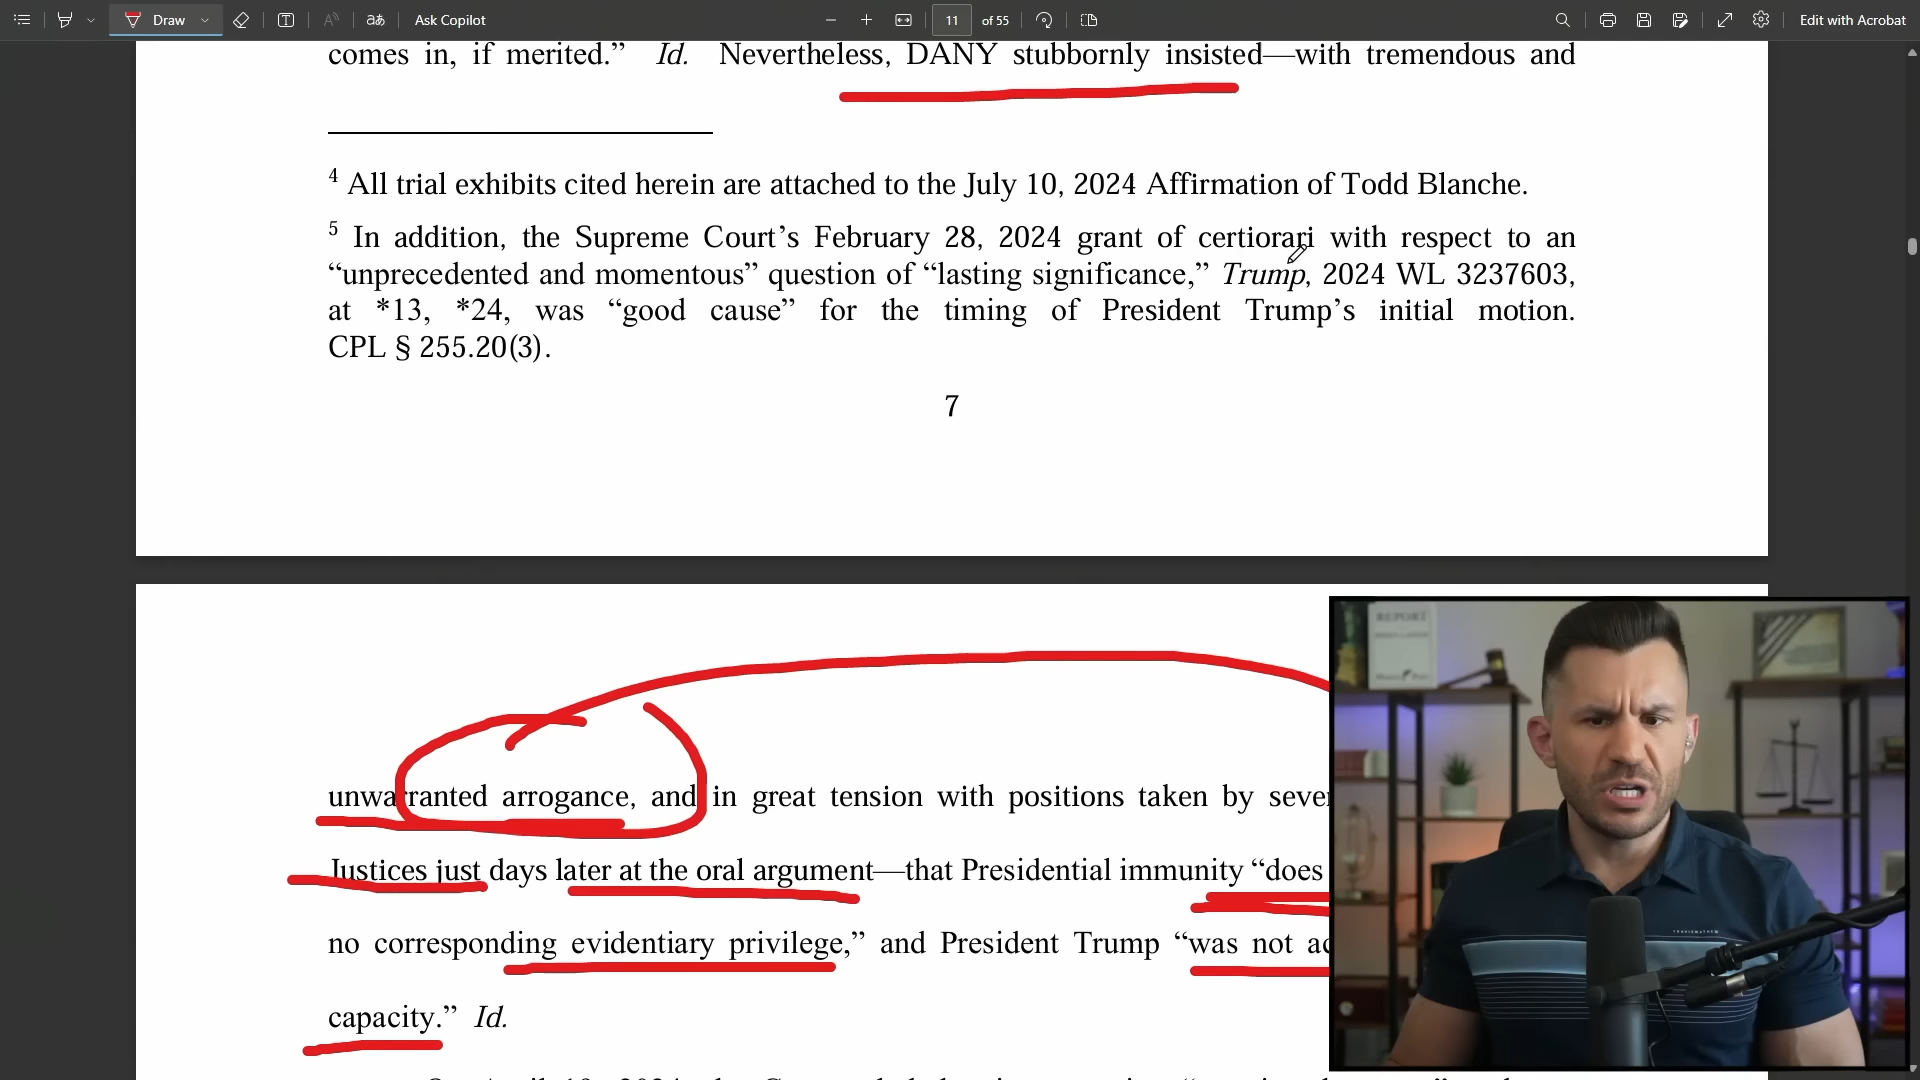 Draw
Ask Copilot
11 of 55
Edit with Acrobat
comes in, if merited.” Id. Nevertheless, DANY stubbornly insisted—with tremendous and
4 All trial exhibits cited herein are attached to the July 10, 2024 Affirmation of Todd Blanche.
5 In addition, the Supreme Court’s February 28, 2024 grant of certiorari with respect to an
“unprecedented and momentous” question of “lasting significance,” Trump, 2024 WL 3237603,
at *13, *24, was “good cause” for the timing of President Trump’s initial motion.
CPL § 255.20(3).
7
unwarranted arrogance, and in great tension with positions taken by sever
Justices just days later at the oral argument—that Presidential immunity “does
no corresponding evidentiary privilege,” and President Trump “was not ac
capacity.” Id.
REPORT